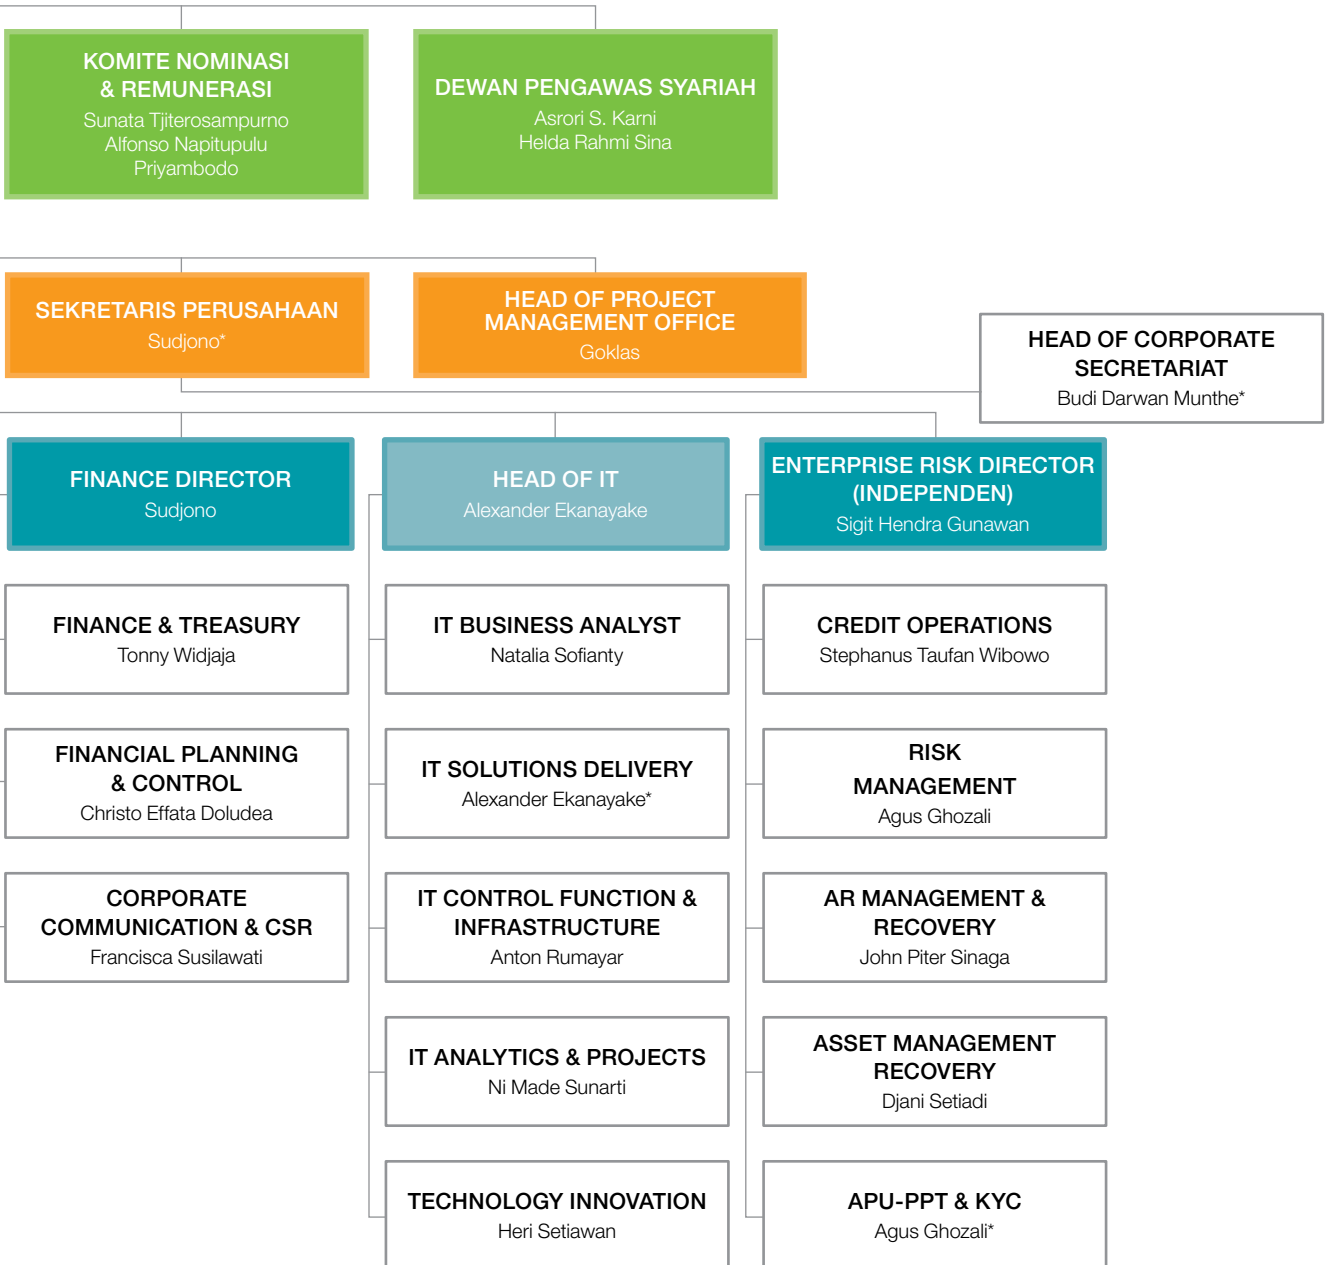 KOMITE NOMINASI
& REMUNERASI
Sunata Tjiterosampurno
Alfonso Napitupulu
Priyambodo
DEWAN PENGAWAS SYARIAH
Asrori S. Karni
Helda Rahmi Sina
SEKRETARIS PERUSAHAAN
Sudjono*
HEAD OF PROJECT
MANAGEMENT OFFICE
Goklas
HEAD OF CORPORATE
SECRETARIAT
Budi Darwan Munthe*
FINANCE DIRECTOR
Sudjono
HEAD OF IT
Alexander Ekanayake
ENTERPRISE RISK DIRECTOR
(INDEPENDEN)
Sigit Hendra Gunawan
FINANCE & TREASURY
Tonny Widjaja
IT BUSINESS ANALYST
Natalia Sofianty
CREDIT OPERATIONS
Stephanus Taufan Wibowo
FINANCIAL PLANNING
& CONTROL
Christo Effata Doludea
IT SOLUTIONS DELIVERY
Alexander Ekanayake*
RISK
MANAGEMENT
Agus Ghozali
CORPORATE
COMMUNICATION & CSR
Francisca Susilawati
IT CONTROL FUNCTION &
INFRASTRUCTURE
Anton Rumayar
AR MANAGEMENT &
RECOVERY
John Piter Sinaga
IT ANALYTICS & PROJECTS
Ni Made Sunarti
ASSET MANAGEMENT
RECOVERY
Djani Setiadi
TECHNOLOGY INNOVATION
Heri Setiawan
APU-PPT & KYC
Agus Ghozali*